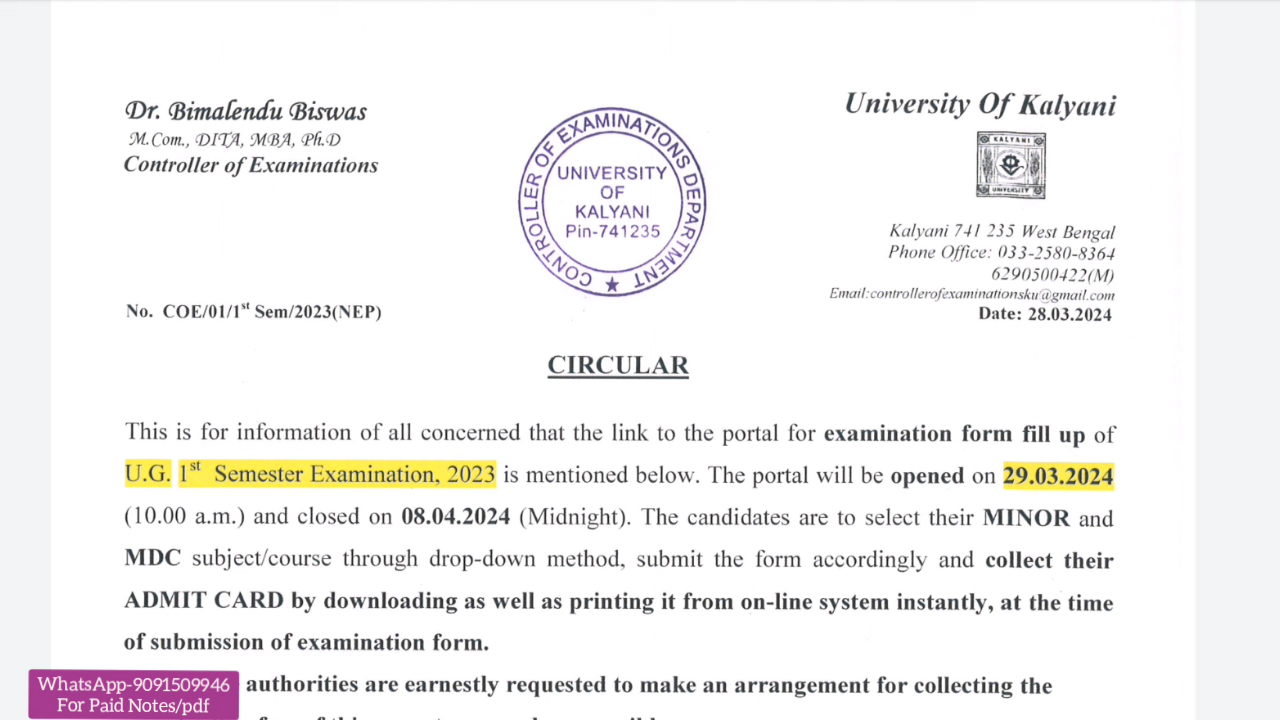 Dr. Bimalendu Biswas
M.Com., DITA, MBA, Ph.D
Controller of Examinations
CONTROLLER OF EXAMINATIONS DEPARTMENT
UNIVERSITY
OF
KALYANI
Pin-741235
★
University Of Kalyani
KALYANI
UNIVERSITY
Kalyani 741 235 West Bengal
Phone Office: 033-2580-8364
6290500422(M)
Email:controllerofexaminationsku@gmail.com
No. COE/01/1st Sem/2023(NEP)
Date: 28.03.2024
CIRCULAR
This is for information of all concerned that the link to the portal for examination form fill up of
U.G. 1st Semester Examination, 2023 is mentioned below. The portal will be opened on 29.03.2024
(10.00 a.m.) and closed on 08.04.2024 (Midnight). The candidates are to select their MINOR and
MDC subject/course through drop-down method, submit the form accordingly and collect their
ADMIT CARD by downloading as well as printing it from on-line system instantly, at the time
of submission of examination form.
authorities are earnestly requested to make an arrangement for collecting the
WhatsApp-9091509946
For Paid Notes/pdf